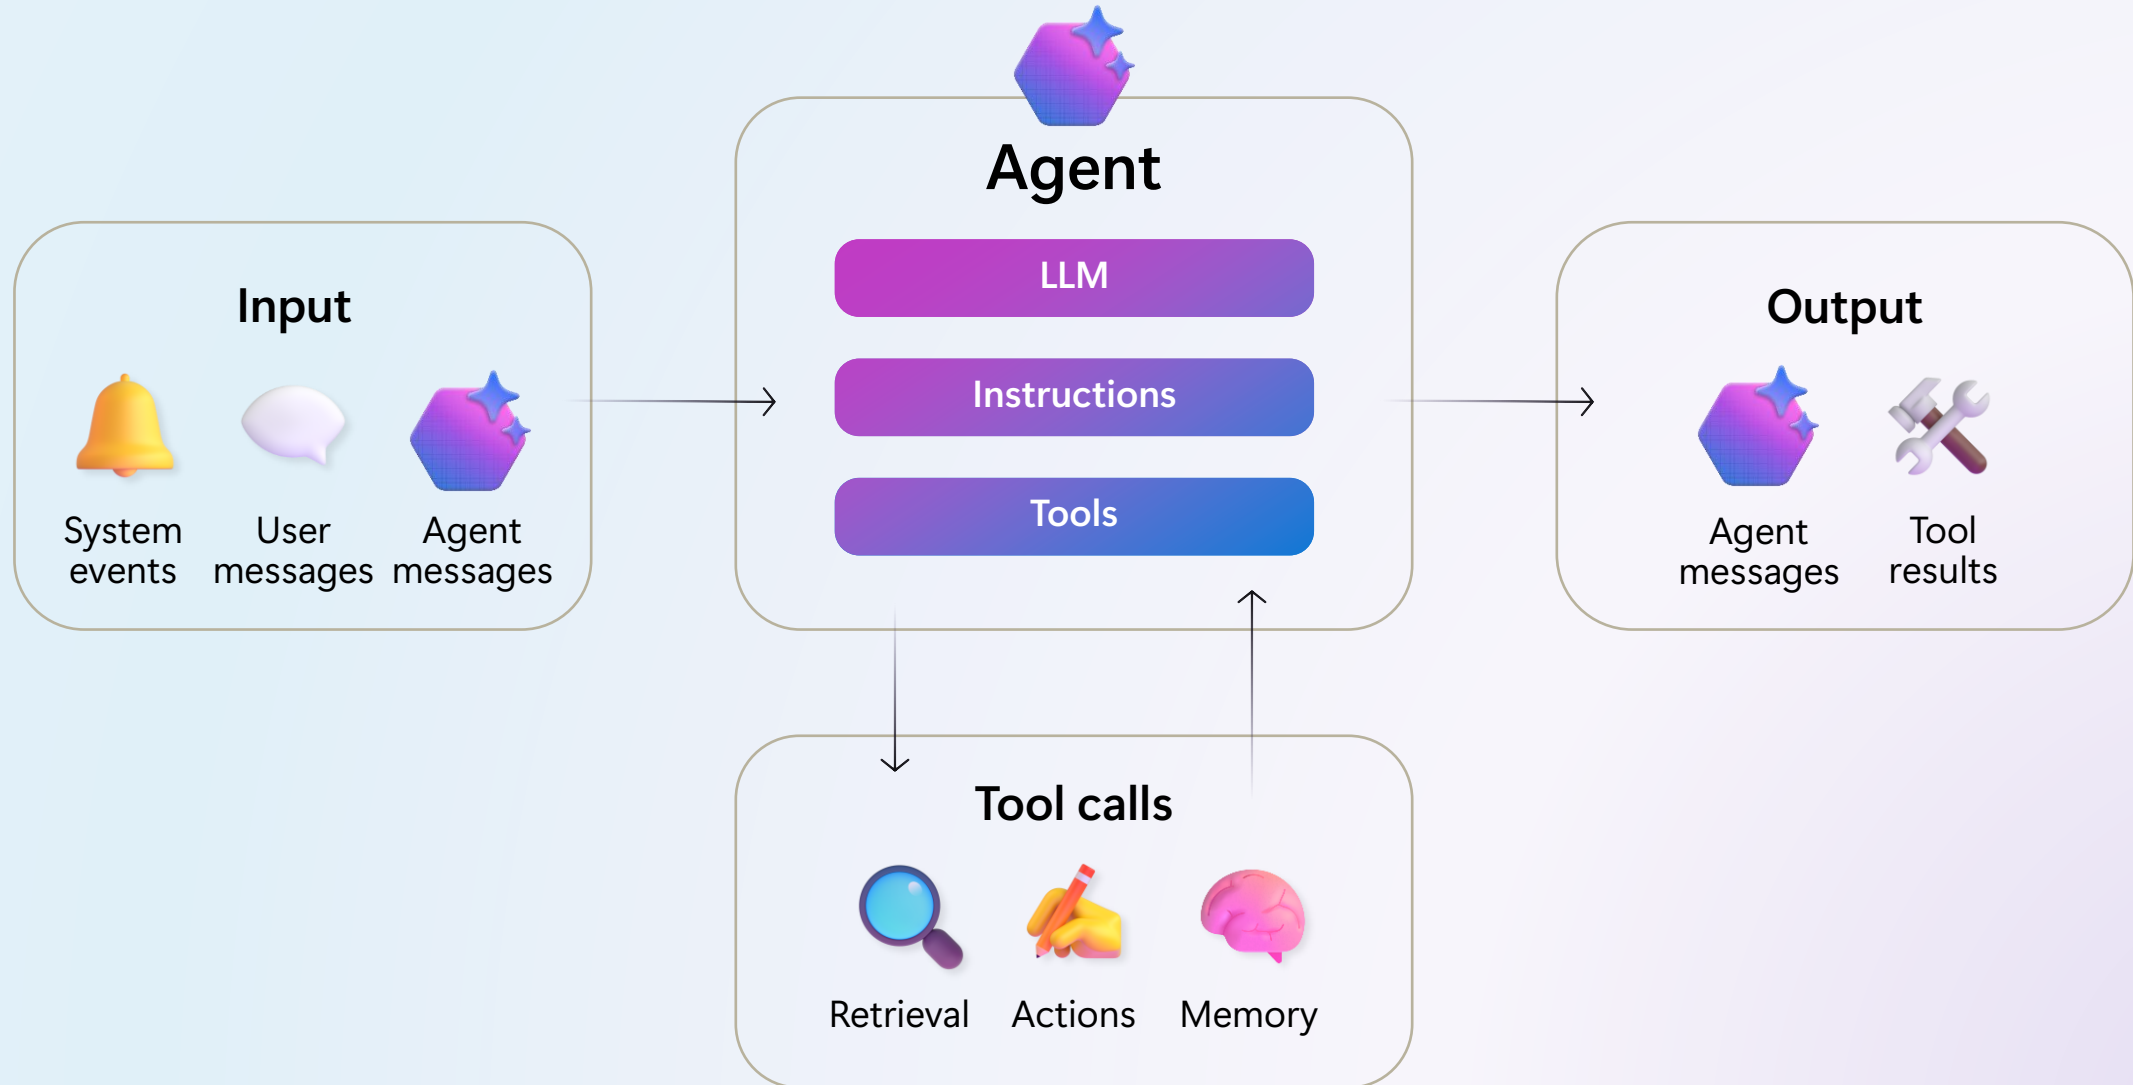 Agent
LLM
Instructions
Tools
Input
System
events
User
messages
Agent
messages
Output
Agent
messages
Tool
results
Tool calls
Retrieval
Actions
Memory